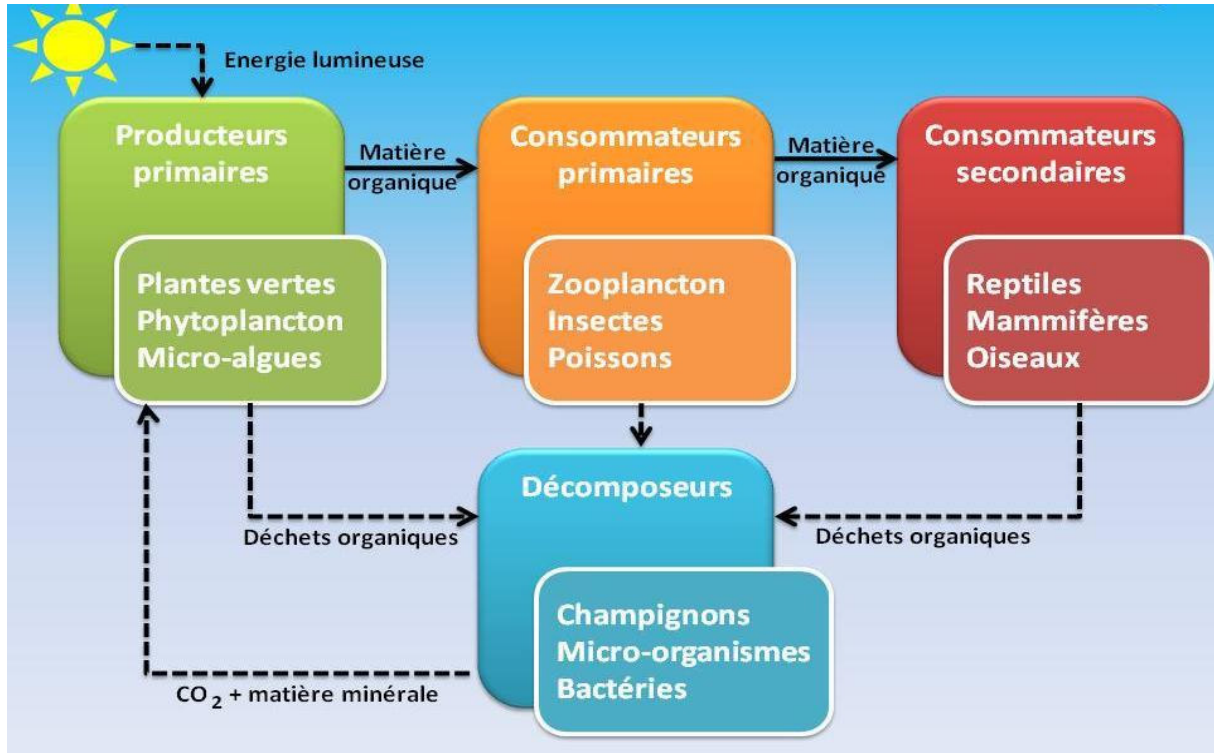 Energie lumineuse
Producteurs
primaires
Matière
organique
Consommateurs
primaires
Matière
organique
Consommateurs
secondaires
Plantes vertes
Phytoplancton
Micro-algues
Zooplancton
Insectes
Poissons
Reptiles
Mammifères
Oiseaux
Décomposeurs
Déchets organiques
Déchets organiques
Champignons
Micro-organismes
Bactéries
CO₂ + matière minérale